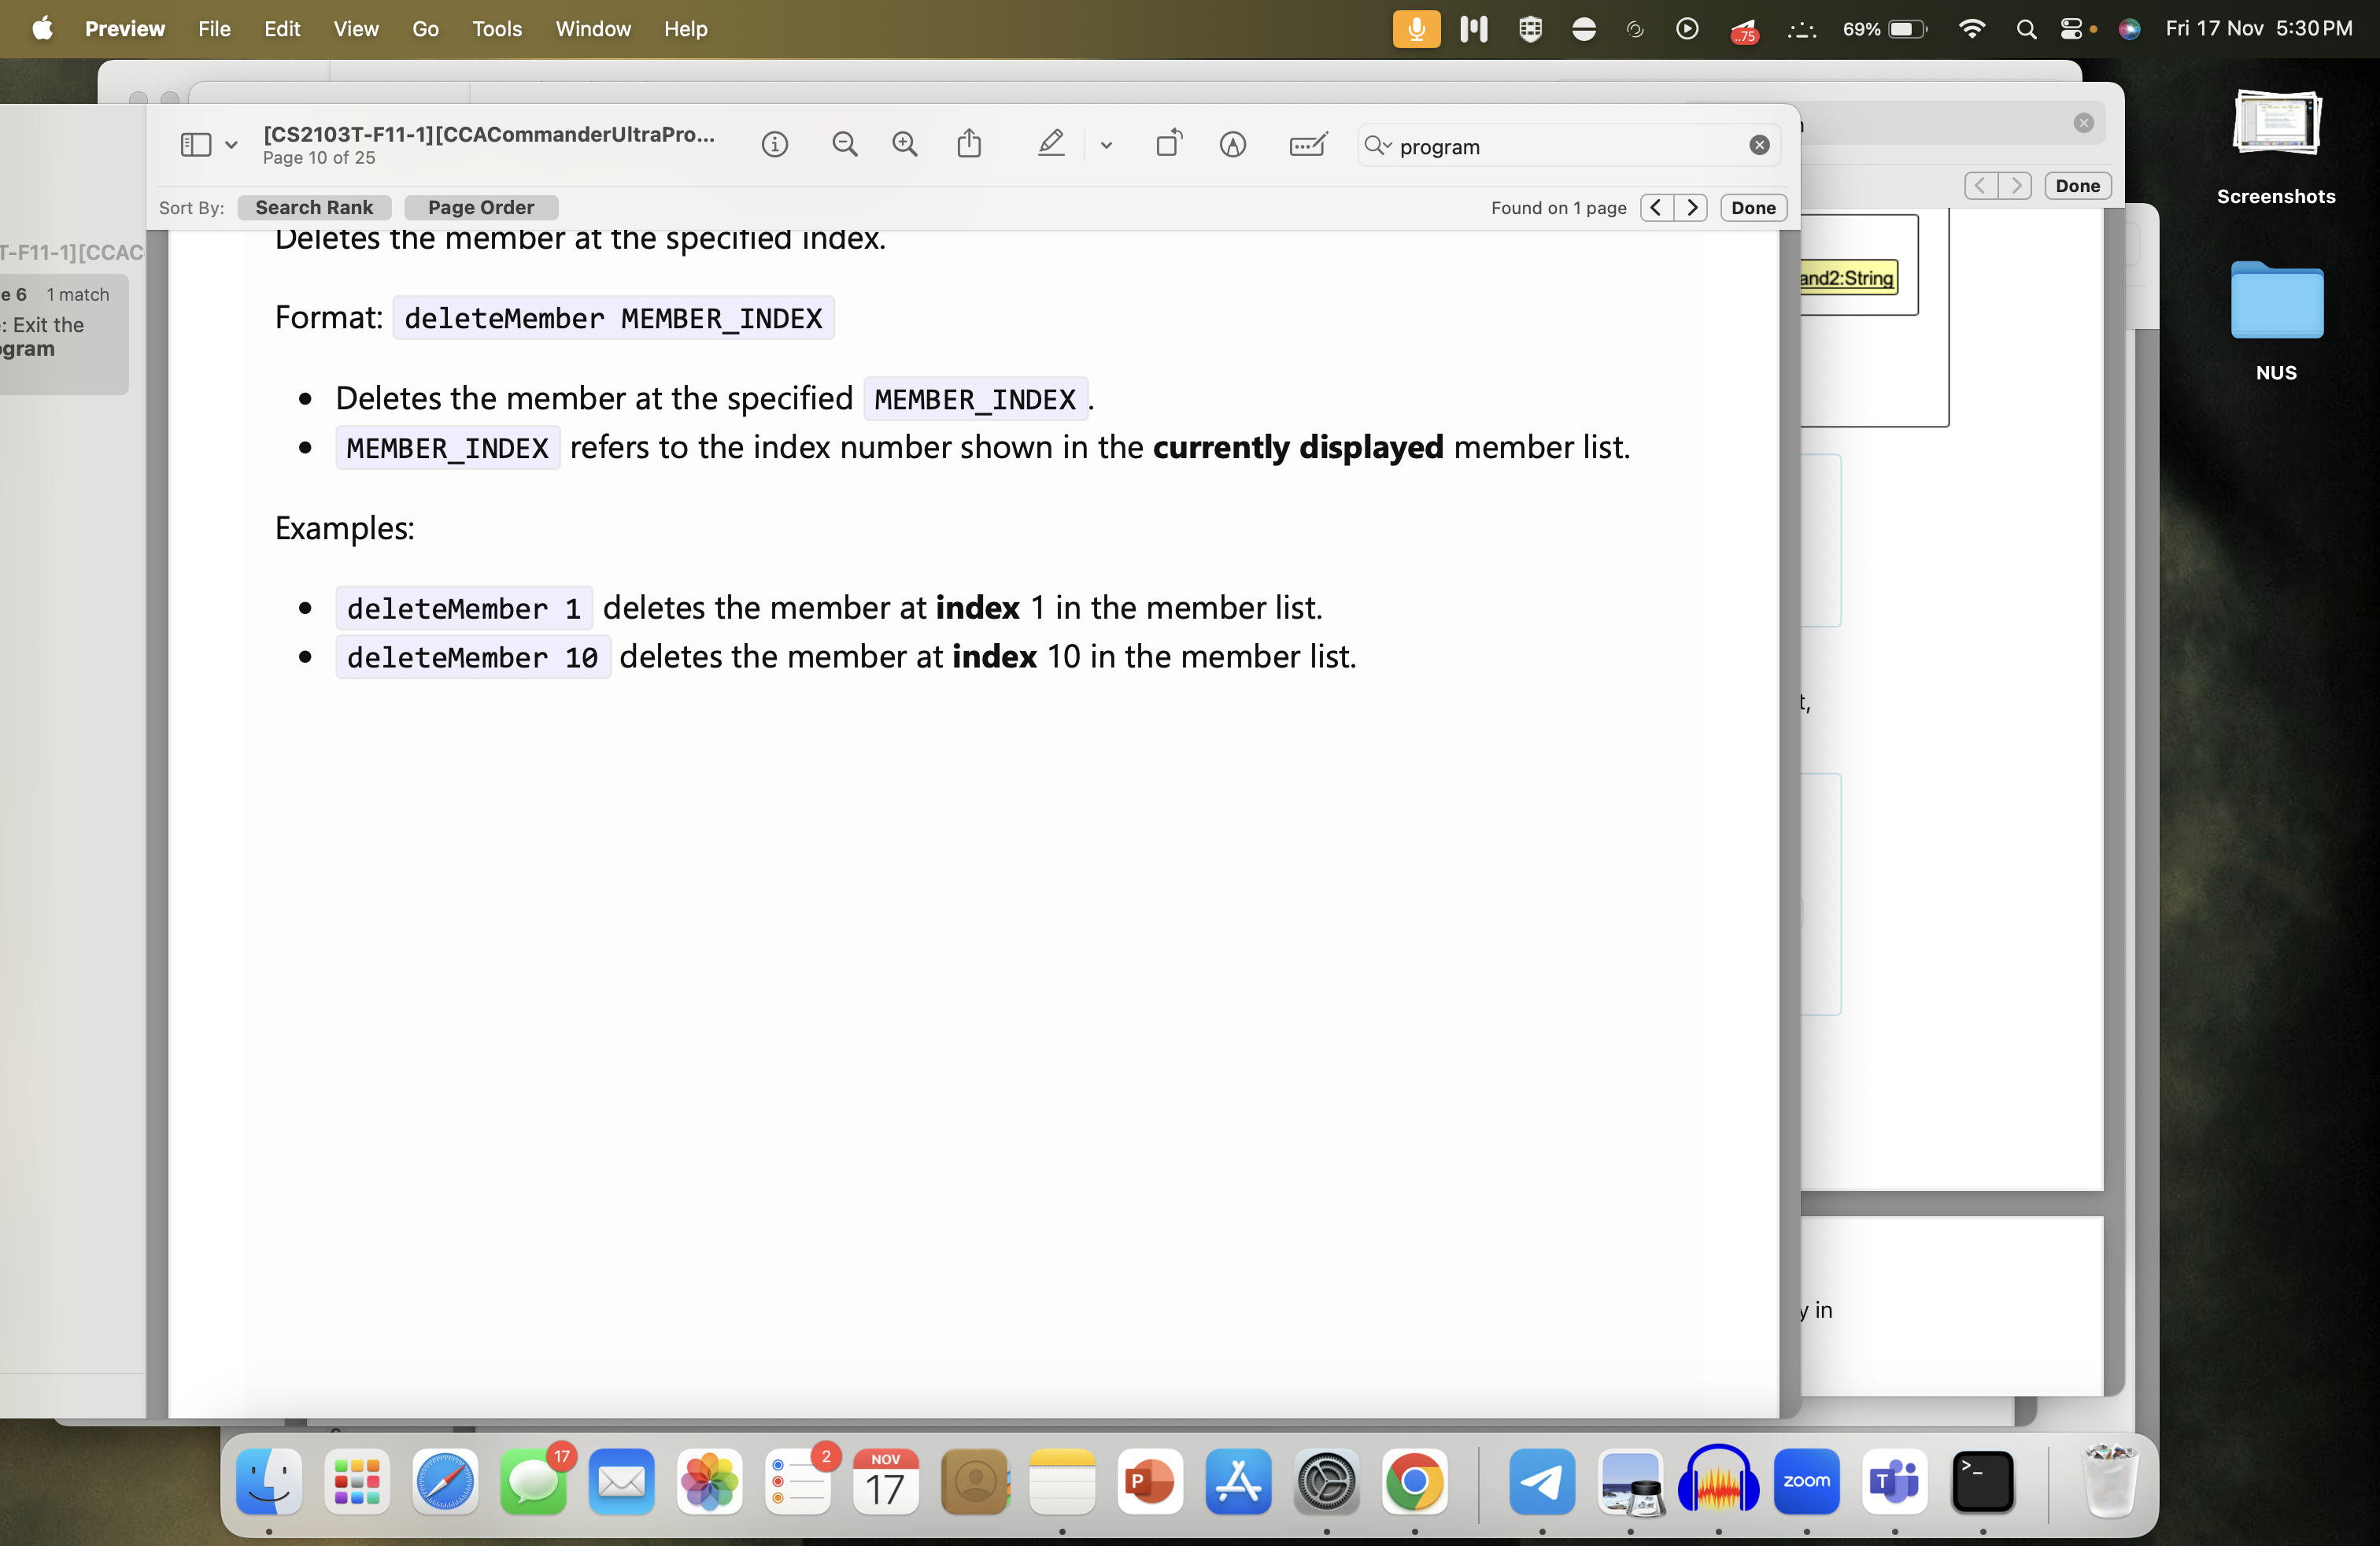 Preview File Edit View Go Tools Window Help
..75
69%
Fri 17 Nov 5:30 PM
[CS2103T-F11-1][CCACommanderUltraPro...
Page 10 of 25
program
Sort By: Search Rank Page Order
Found on 1 page
Done
Done
Screenshots
NUS
T-F11-1][CCAC
e 6 1 match
: Exit the
ogram
Deletes the member at the specified index.
Format: deleteMember MEMBER_INDEX
• Deletes the member at the specified MEMBER_INDEX.
• MEMBER_INDEX refers to the index number shown in the currently displayed member list.
Examples:
• deleteMember 1 deletes the member at index 1 in the member list.
• deleteMember 10 deletes the member at index 10 in the member list.
and2:String
t,
y in
17
2
NOV
17
P
zoom
T
>_